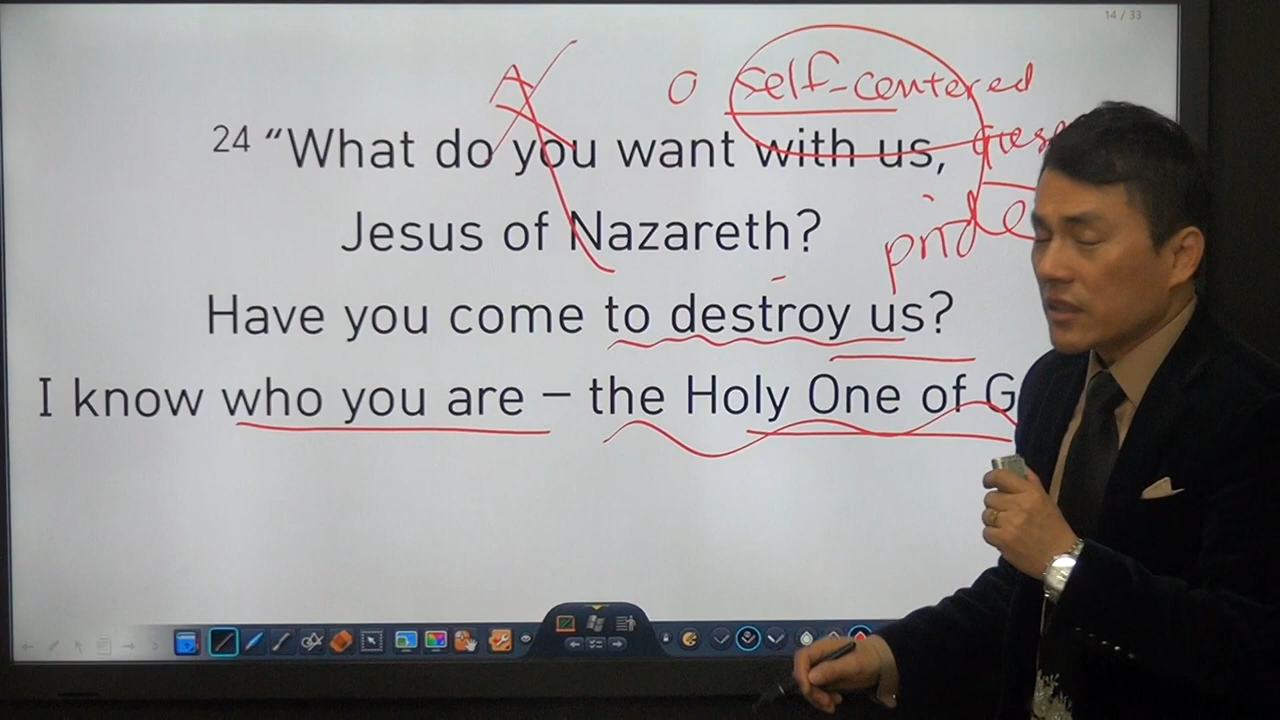 14 / 33
self-centered
24 “What do you want with us,
Jesus of Nazareth?
pride
Have you come to destroy us?
I know who you are – the Holy One of G